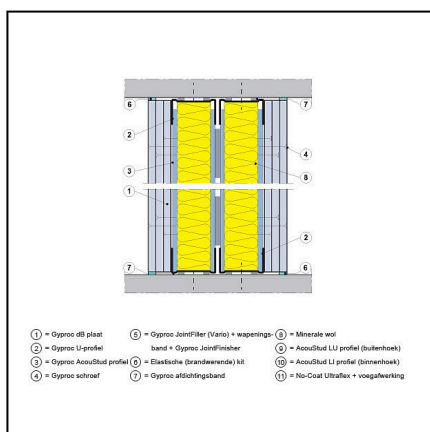 6
7
2
4
3
8
1
2
7
6
1 = Gyproc dB plaat
2 = Gyproc U-profiel
3 = Gyproc AcouStud profiel
4 = Gyproc schroef
5 = Gyproc JointFiller (Vario) + wapenings-
band + Gyproc JointFinisher
6 = Elastische (brandwerende) kit
7 = Gyproc afdichtingsband
8 = Minerale wol
9 = AcouStud LU profiel (buitenhoek)
10 = AcouStud LI profiel (binnenhoek)
11 = No-Coat Ultraflex + voegafwerking